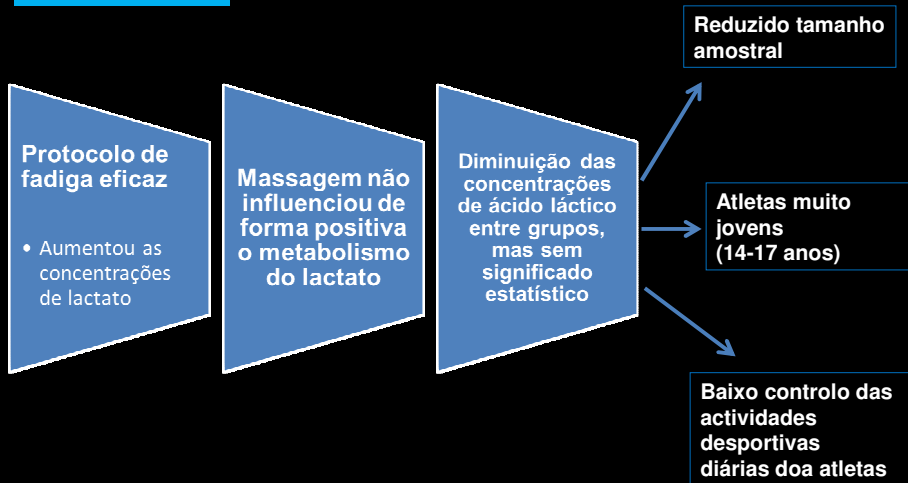 Protocolo de
fadiga eficaz
• Aumentou as
concentrações
de lactato
Massagem não
influenciou de
forma positiva
o metabolismo
do lactato
Diminuição das
concentrações
de ácido láctico
entre grupos,
mas sem
significado
estatístico
Reduzido tamanho
amostral
Atletas muito
jovens
(14-17 anos)
Baixo controlo das
actividades
desportivas
diárias doa atletas